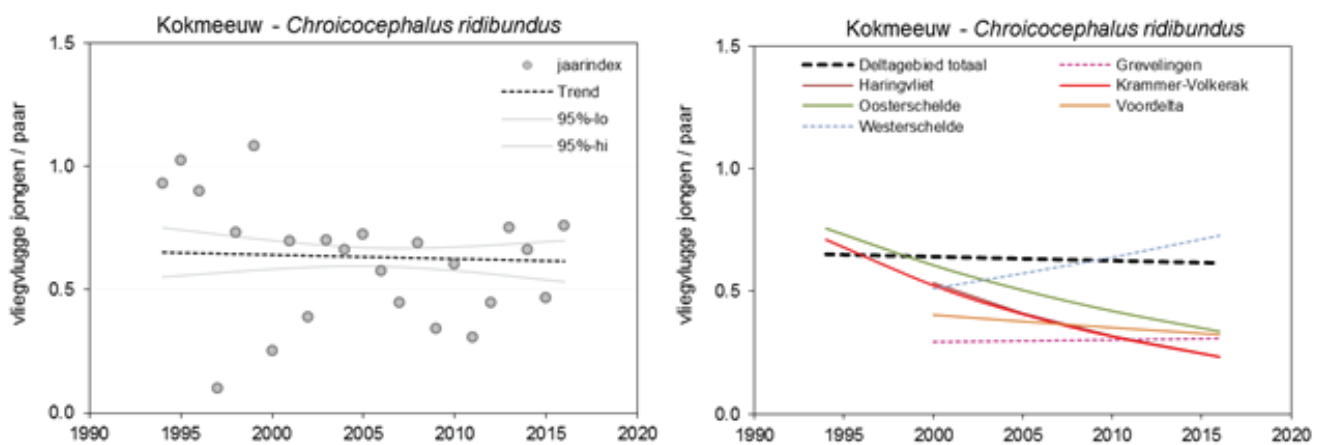 Kokmeeuw - Chroicocephalus ridibundus
vliegvlugge jongen / paar
1.5
1.0
0.5
0.0
jaarindex
Trend
95%-lo
95%-hi
1990 1995 2000 2005 2010 2015 2020
Kokmeeuw - Chroicocephalus ridibundus
vliegvlugge jongen / paar
1.5
1.0
0.5
0.0
Deltagebied totaal Grevelingen
Haringvliet Krammer-Volkerak
Oosterschelde Voordelta
Westerschelde
1990 1995 2000 2005 2010 2015 2020